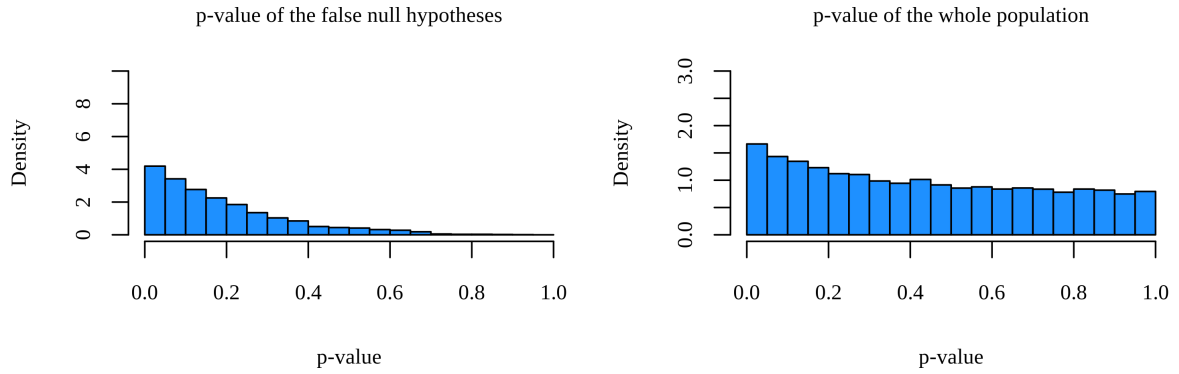 p-value of the false null hypotheses
Density
0 2 4 6 8
0.0 0.2 0.4 0.6 0.8 1.0
p-value
p-value of the whole population
Density
0.0 1.0 2.0 3.0
0.0 0.2 0.4 0.6 0.8 1.0
p-value